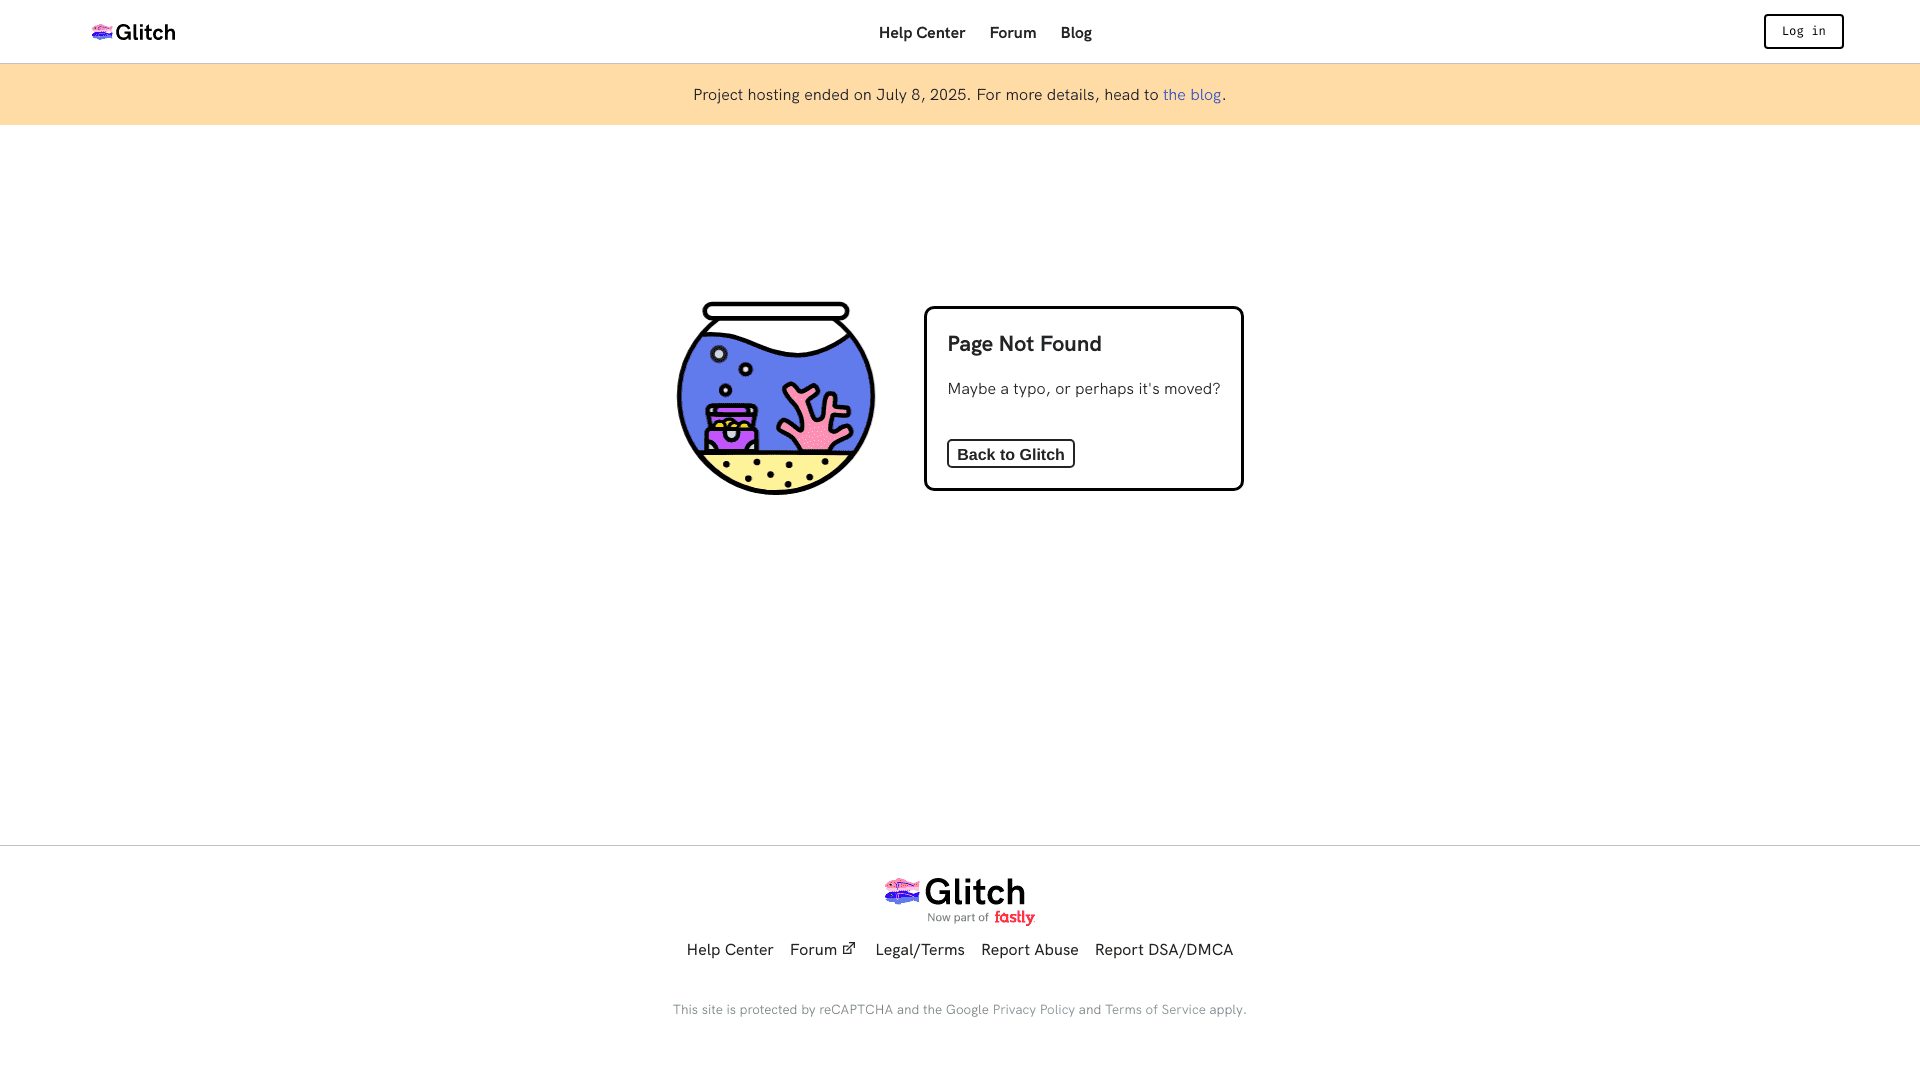 Glitch
Help Center Forum Blog
Log in
Project hosting ended on July 8, 2025. For more details, head to the blog.
Page Not Found
Maybe a typo, or perhaps it's moved?
Back to Glitch
Glitch
Now part of fastly
Help Center Forum Legal/Terms Report Abuse Report DSA/DMCA
This site is protected by reCAPTCHA and the Google Privacy Policy and Terms of Service apply.